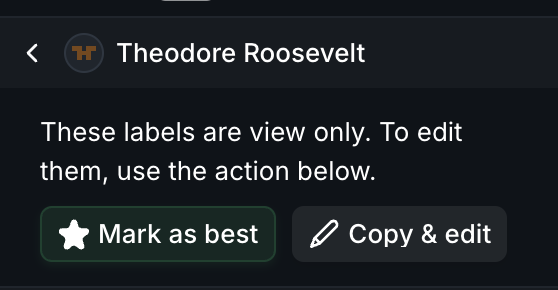 Theodore Roosevelt
These labels are view only. To edit
them, use the action below.
Mark as best
Copy & edit